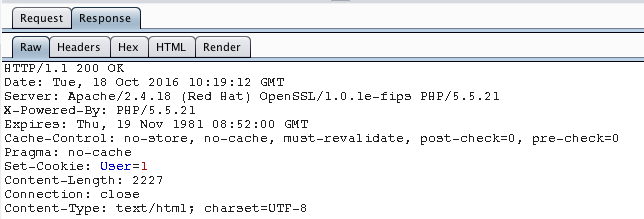 Request Response
Raw Headers Hex HTML Render
HTTP/1.1 200 OK
Date: Tue, 18 Oct 2016 10:19:12 GMT
Server: Apache/2.4.18 (Red Hat) OpenSSL/1.0.1e-fips PHP/5.5.21
X-Powered-By: PHP/5.5.21
Expires: Thu, 19 Nov 1981 08:52:00 GMT
Cache-Control: no-store, no-cache, must-revalidate, post-check=0, pre-check=0
Pragma: no-cache
Set-Cookie: User=1
Content-Length: 2227
Connection: close
Content-Type: text/html; charset=UTF-8